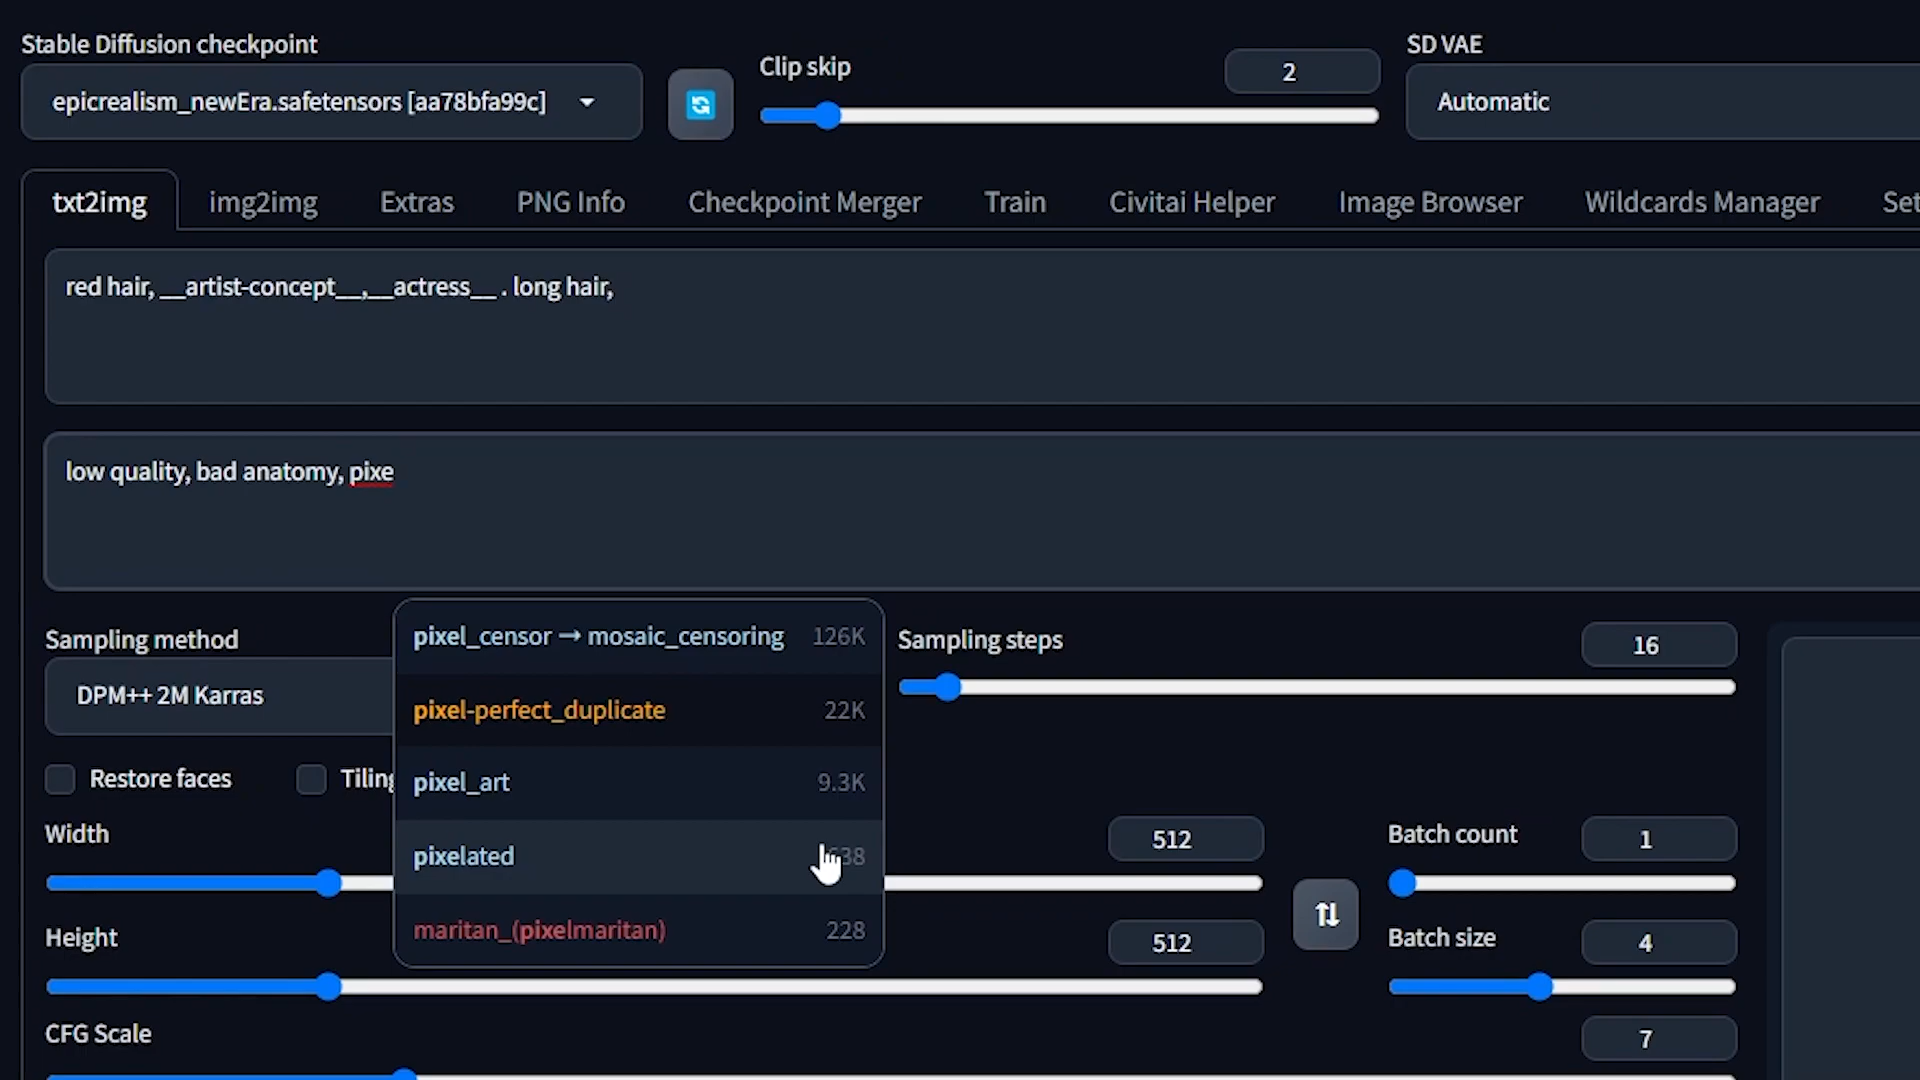 Stable Diffusion checkpoint
epicrealism_newEra.safetensors [aa78bfa99c]
Clip skip
2
SD VAE
Automatic
txt2img
img2img
Extras
PNG Info
Checkpoint Merger
Train
Civitai Helper
Image Browser
Wildcards Manager
red hair, __artist-concept__,__actress__ . long hair,
low quality, bad anatomy, pixe
pixel_censor → mosaic_censoring 126K
pixel-perfect_duplicate 22K
pixel_art 9.3K
pixelated
maritan_(pixelmaritan) 228
Sampling method
DPM++ 2M Karras
Sampling steps
16
Restore faces
Width
512
Batch count
1
Height
512
Batch size
4
CFG Scale
7